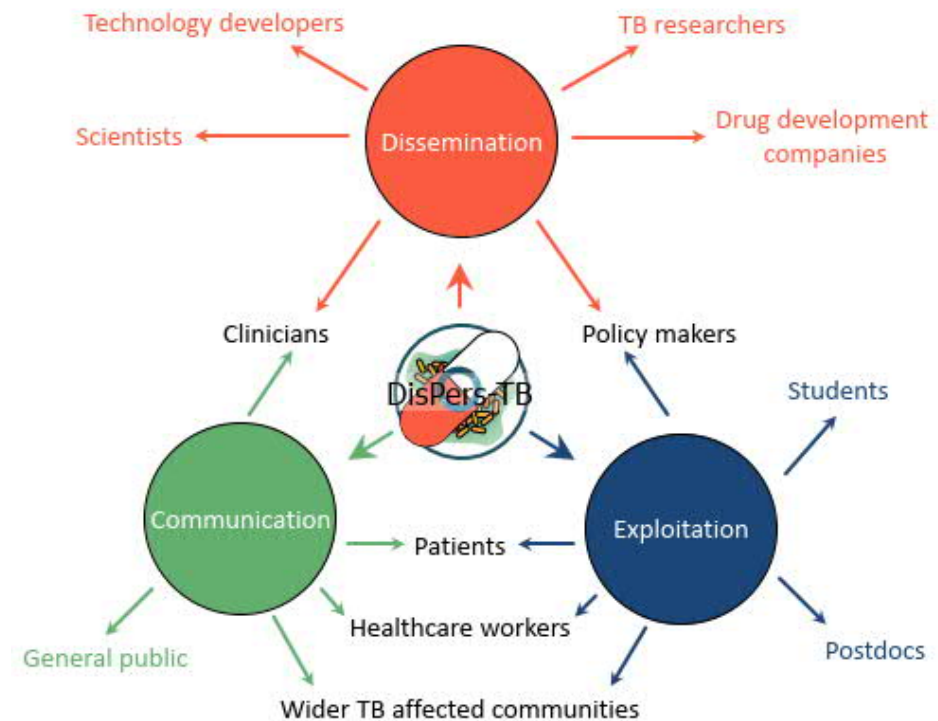 Technology developers
TB researchers
Scientists
Dissemination
Drug development
companies
Clinicians
Policy makers
DisPers-TB
Students
Communication
Exploitation
Patients
Healthcare workers
General public
Postdocs
Wider TB affected communities